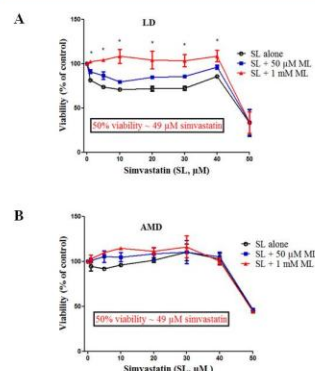 A
LD
Viability (% of control)
150
100
50
0
* * * * * *
SL alone
SL + 50 µM ML
SL + 1 mM ML
50% viability ~ 49 µM simvastatin
0 10 20 30 40 50
Simvastatin (SL, µM)
B
AMD
Viability (% of control)
150
100
50
0
SL alone
SL + 50 µM ML
SL + 1 mM ML
50% viability ~ 49 µM simvastatin
0 10 20 30 40 50
Simvastatin (SL, µM )